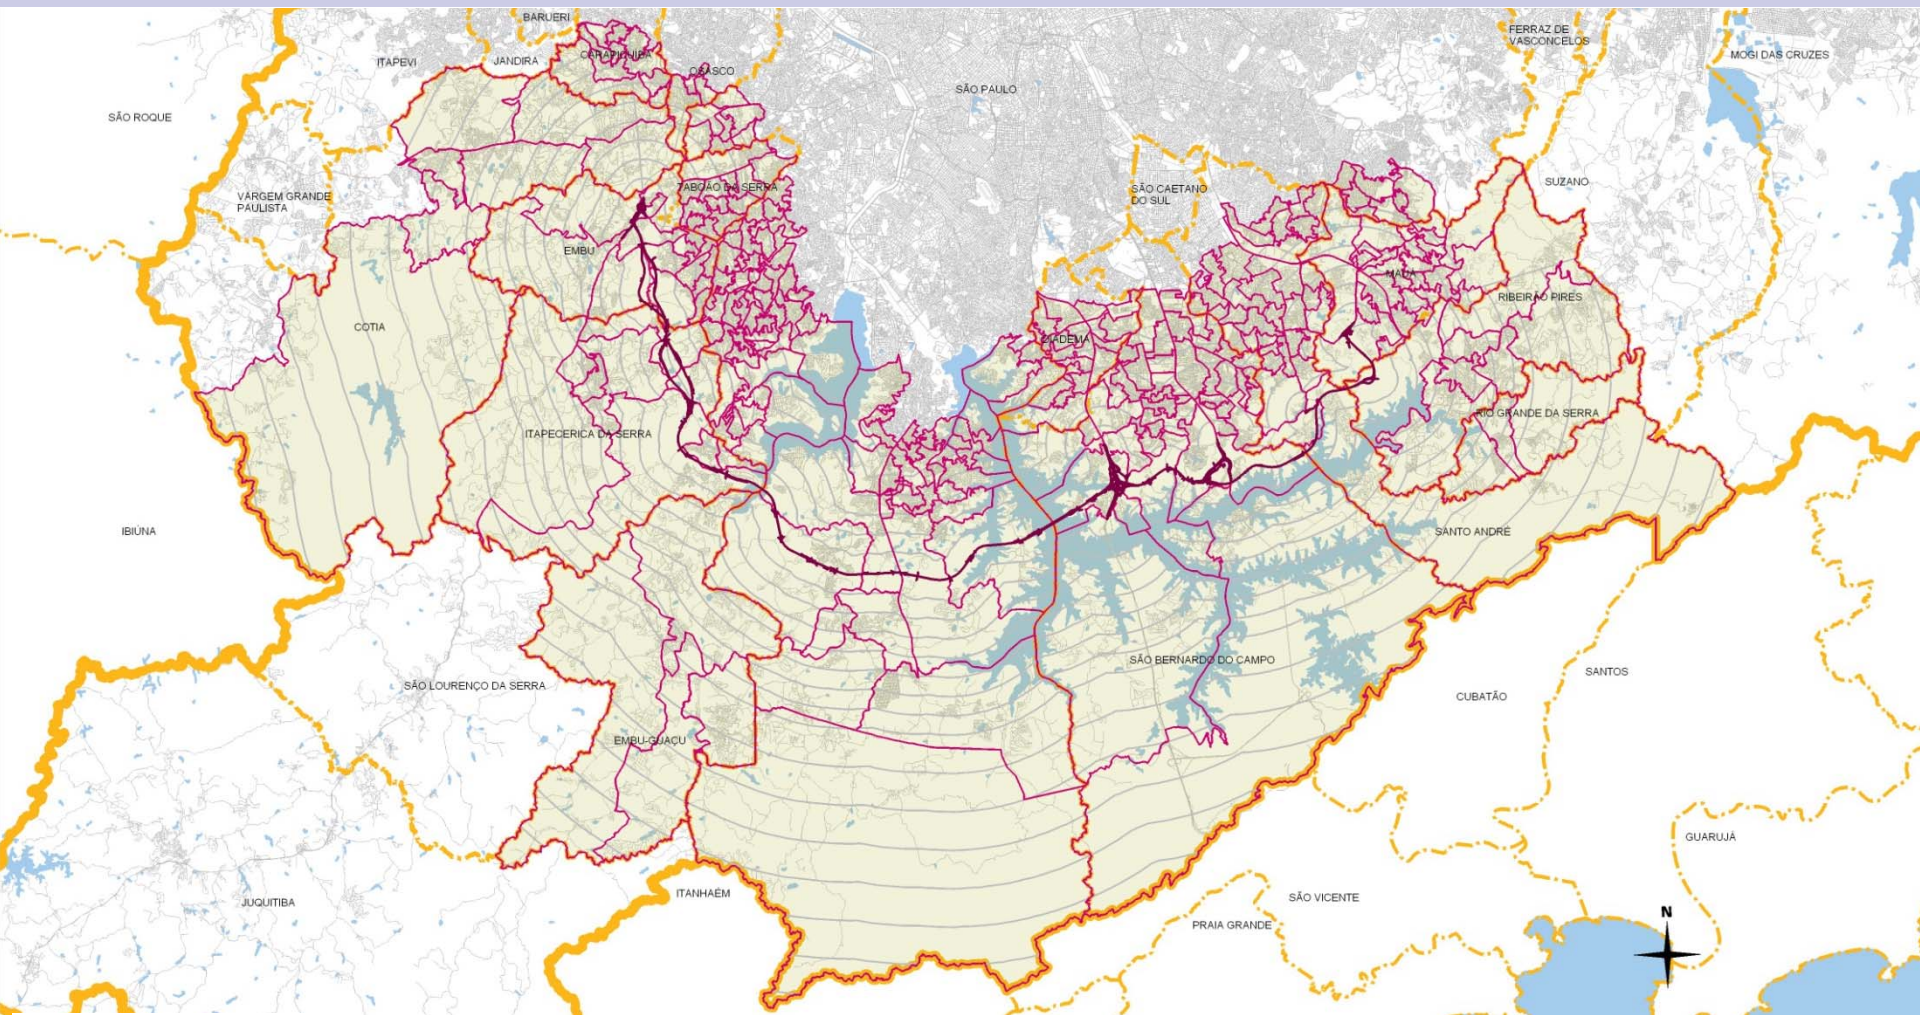 BARUERI
FERRAZ DE
VASCONCELOS
MOGI DAS CRUZES
ITAPEVI
JANDIRA
CARAPICUÍBA
OSASCO
SÃO PAULO
SÃO ROQUE
VARGEM GRANDE
PAULISTA
TABOÃO DA SERRA
SÃO CAETANO
DO SUL
SUZANO
EMBU
MAUÁ
RIBEIRÃO PIRES
COTIA
DIADEMA
ITAPECERICA DA SERRA
RIO GRANDE DA SERRA
IBIÚNA
SANTO ANDRÉ
SÃO BERNARDO DO CAMPO
SANTOS
SÃO LOURENÇO DA SERRA
CUBATÃO
EMBU-GUAÇU
GUARUJÁ
ITANHAÉM
JUQUITIBA
SÃO VICENTE
PRAIA GRANDE
N